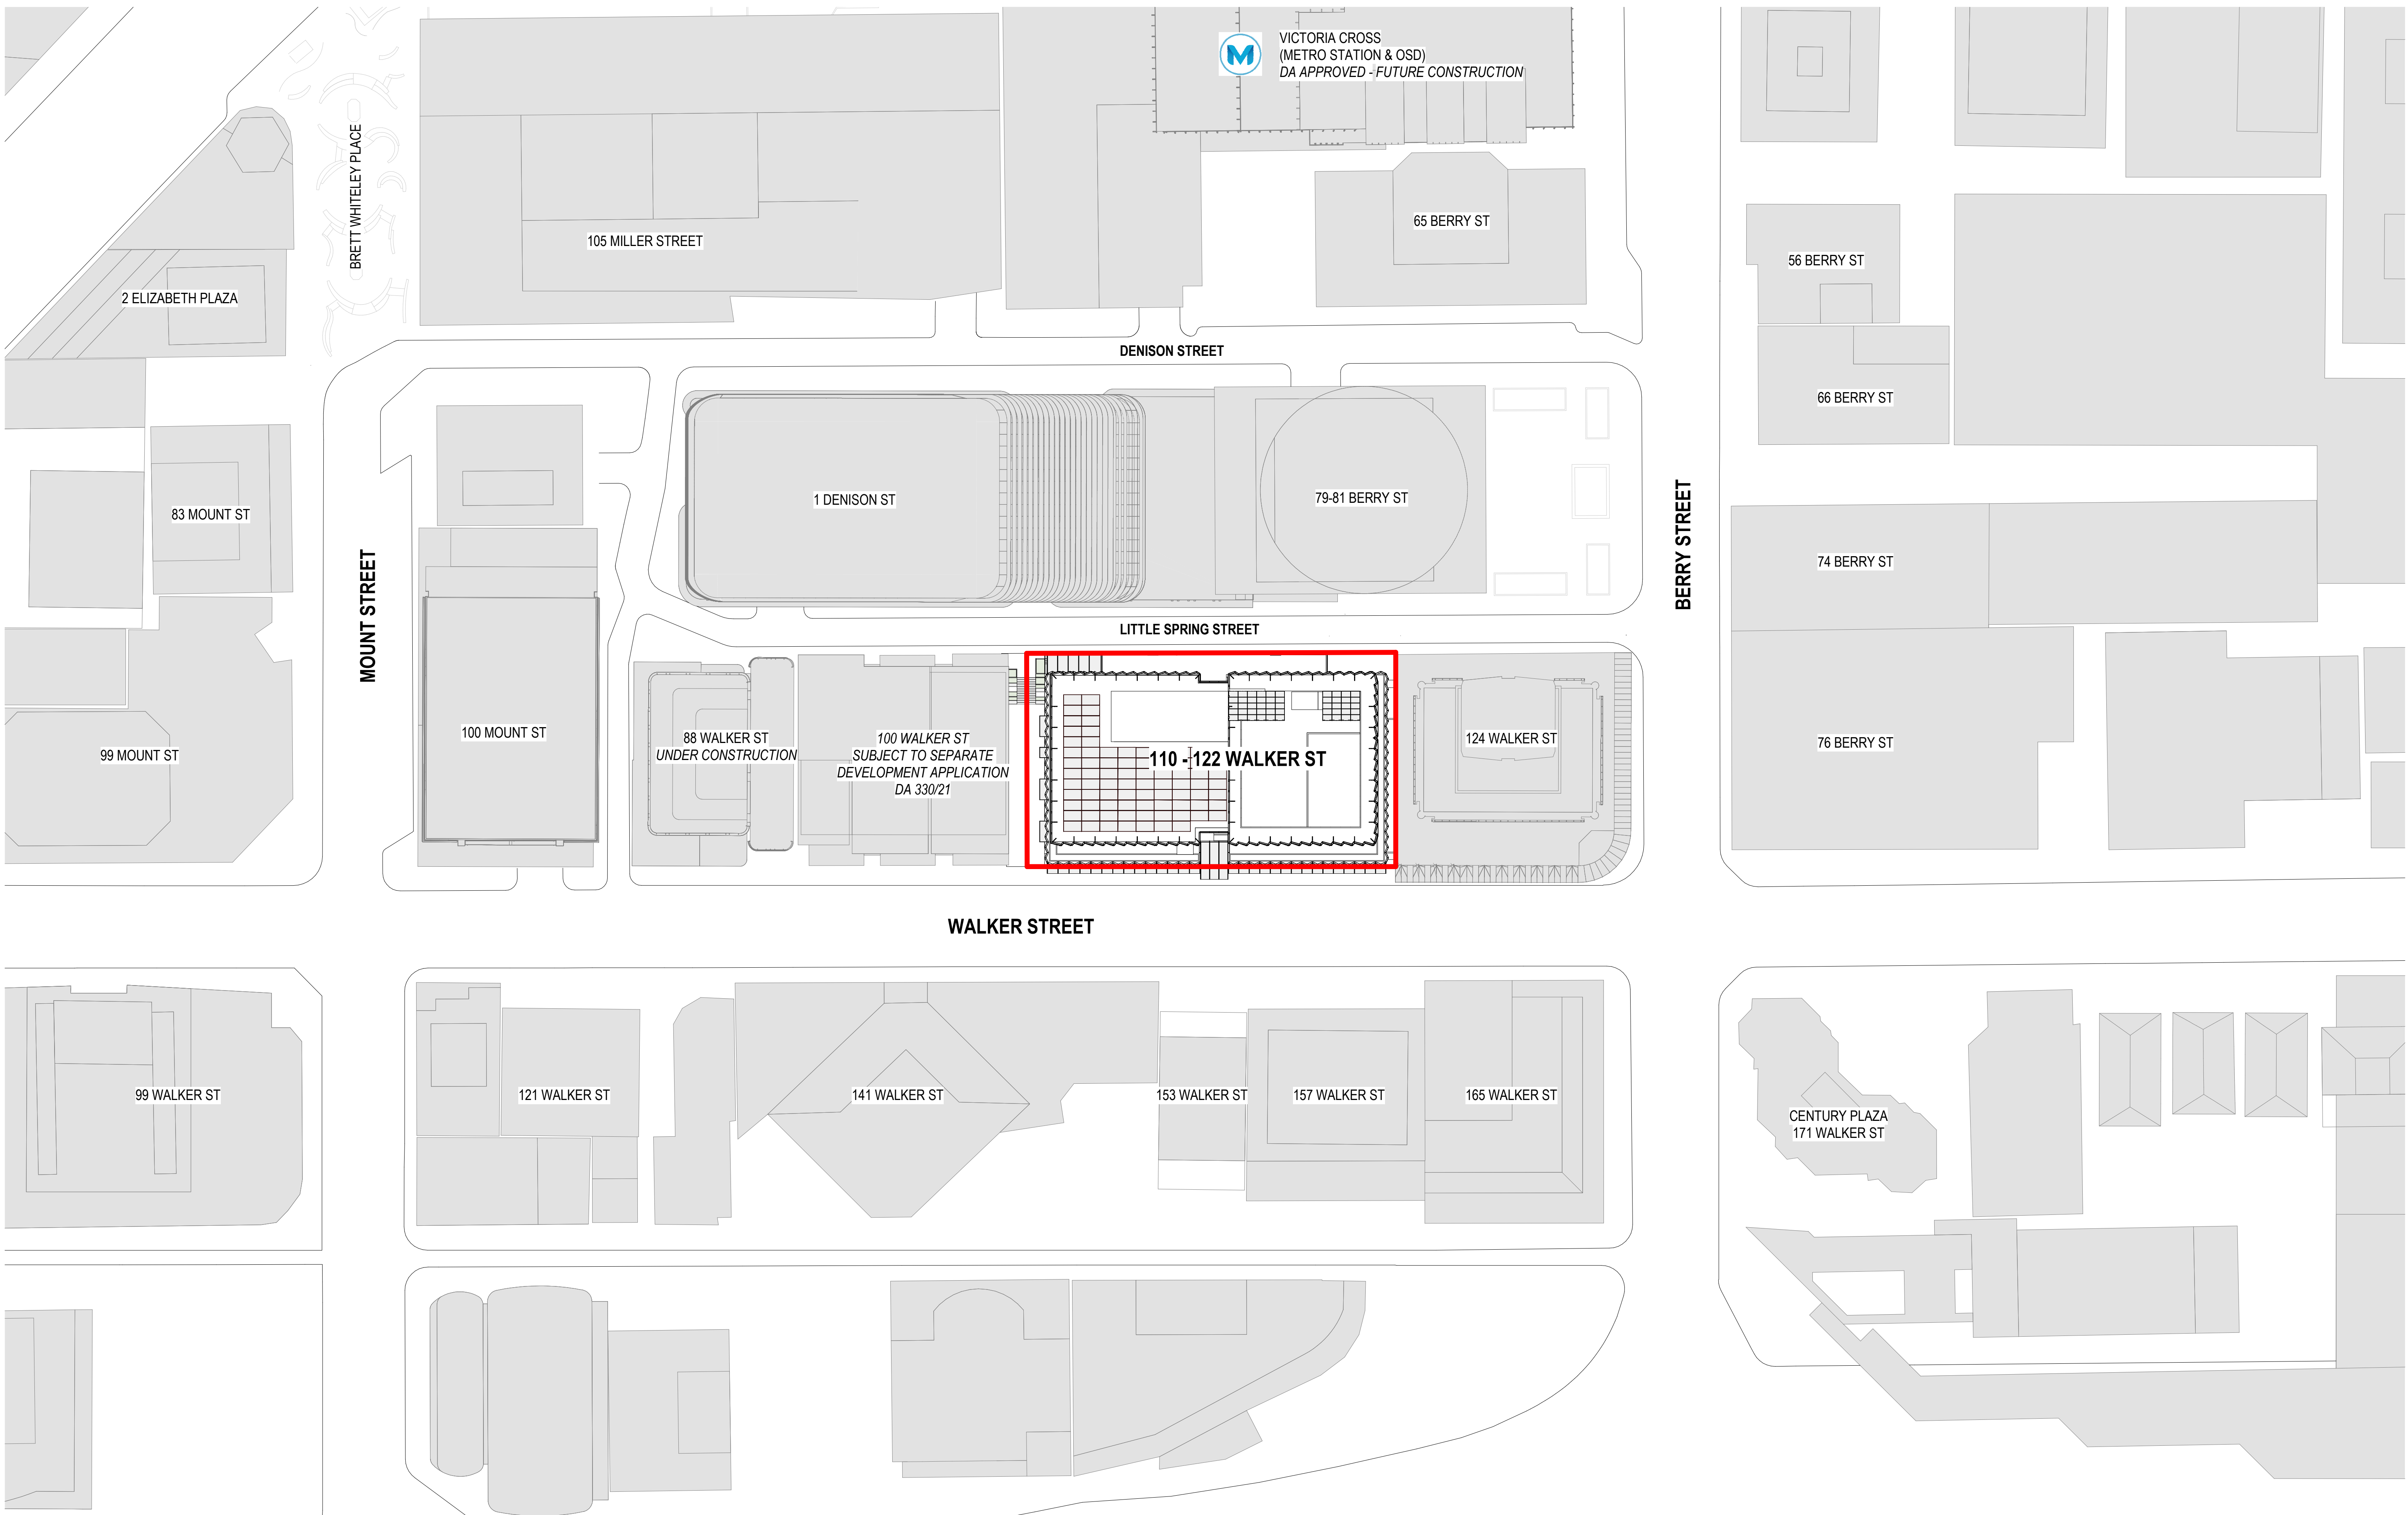 VICTORIA CROSS
(METRO STATION & OSD)
DA APPROVED - FUTURE CONSTRUCTION
M
BRETT WHITELEY PLACE
105 MILLER STREET
65 BERRY ST
56 BERRY ST
2 ELIZABETH PLAZA
DENISON STREET
66 BERRY ST
1 DENISON ST
79-81 BERRY ST
83 MOUNT ST
MOUNT STREET
BERRY STREET
74 BERRY ST
LITTLE SPRING STREET
99 MOUNT ST
100 MOUNT ST
88 WALKER ST
UNDER CONSTRUCTION
100 WALKER ST
SUBJECT TO SEPARATE
DEVELOPMENT APPLICATION
DA 330/21
110 - 122 WALKER ST
124 WALKER ST
76 BERRY ST
WALKER STREET
99 WALKER ST
121 WALKER ST
141 WALKER ST
153 WALKER ST
157 WALKER ST
165 WALKER ST
CENTURY PLAZA
171 WALKER ST